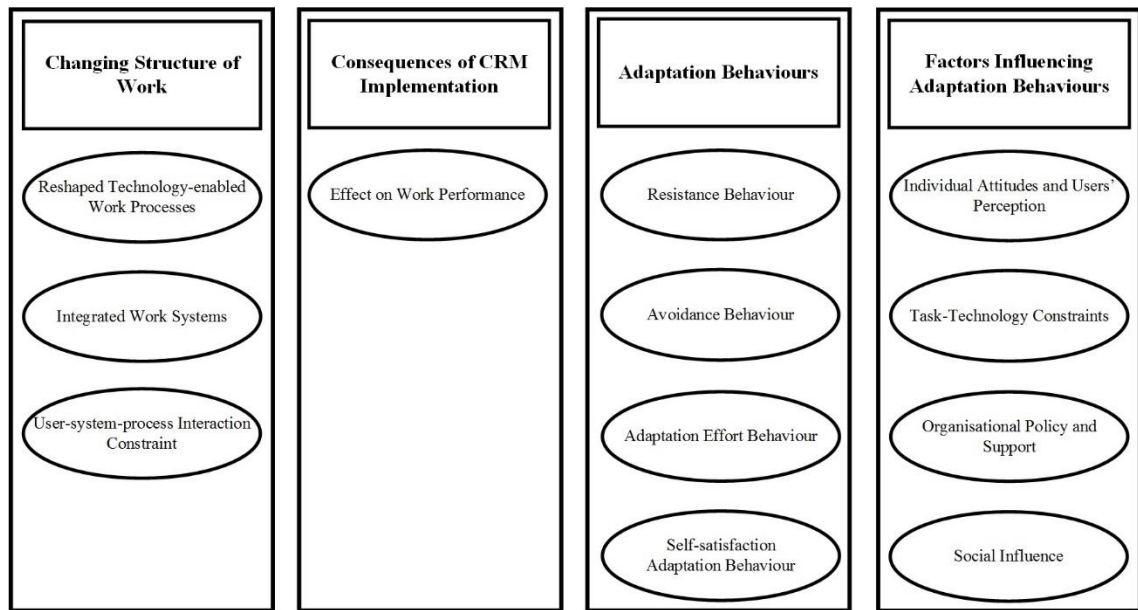 Changing Structure of
Work
Reshaped Technology-enabled
Work Processes
Integrated Work Systems
User-system-process Interaction
Constraint
Consequences of CRM
Implementation
Effect on Work Performance
Adaptation Behaviours
Resistance Behaviour
Avoidance Behaviour
Adaptation Effort Behaviour
Self-satisfaction
Adaptation Behaviour
Factors Influencing
Adaptation Behaviours
Individual Attitudes and Users’
Perception
Task-Technology Constraints
Organisational Policy and
Support
Social Influence